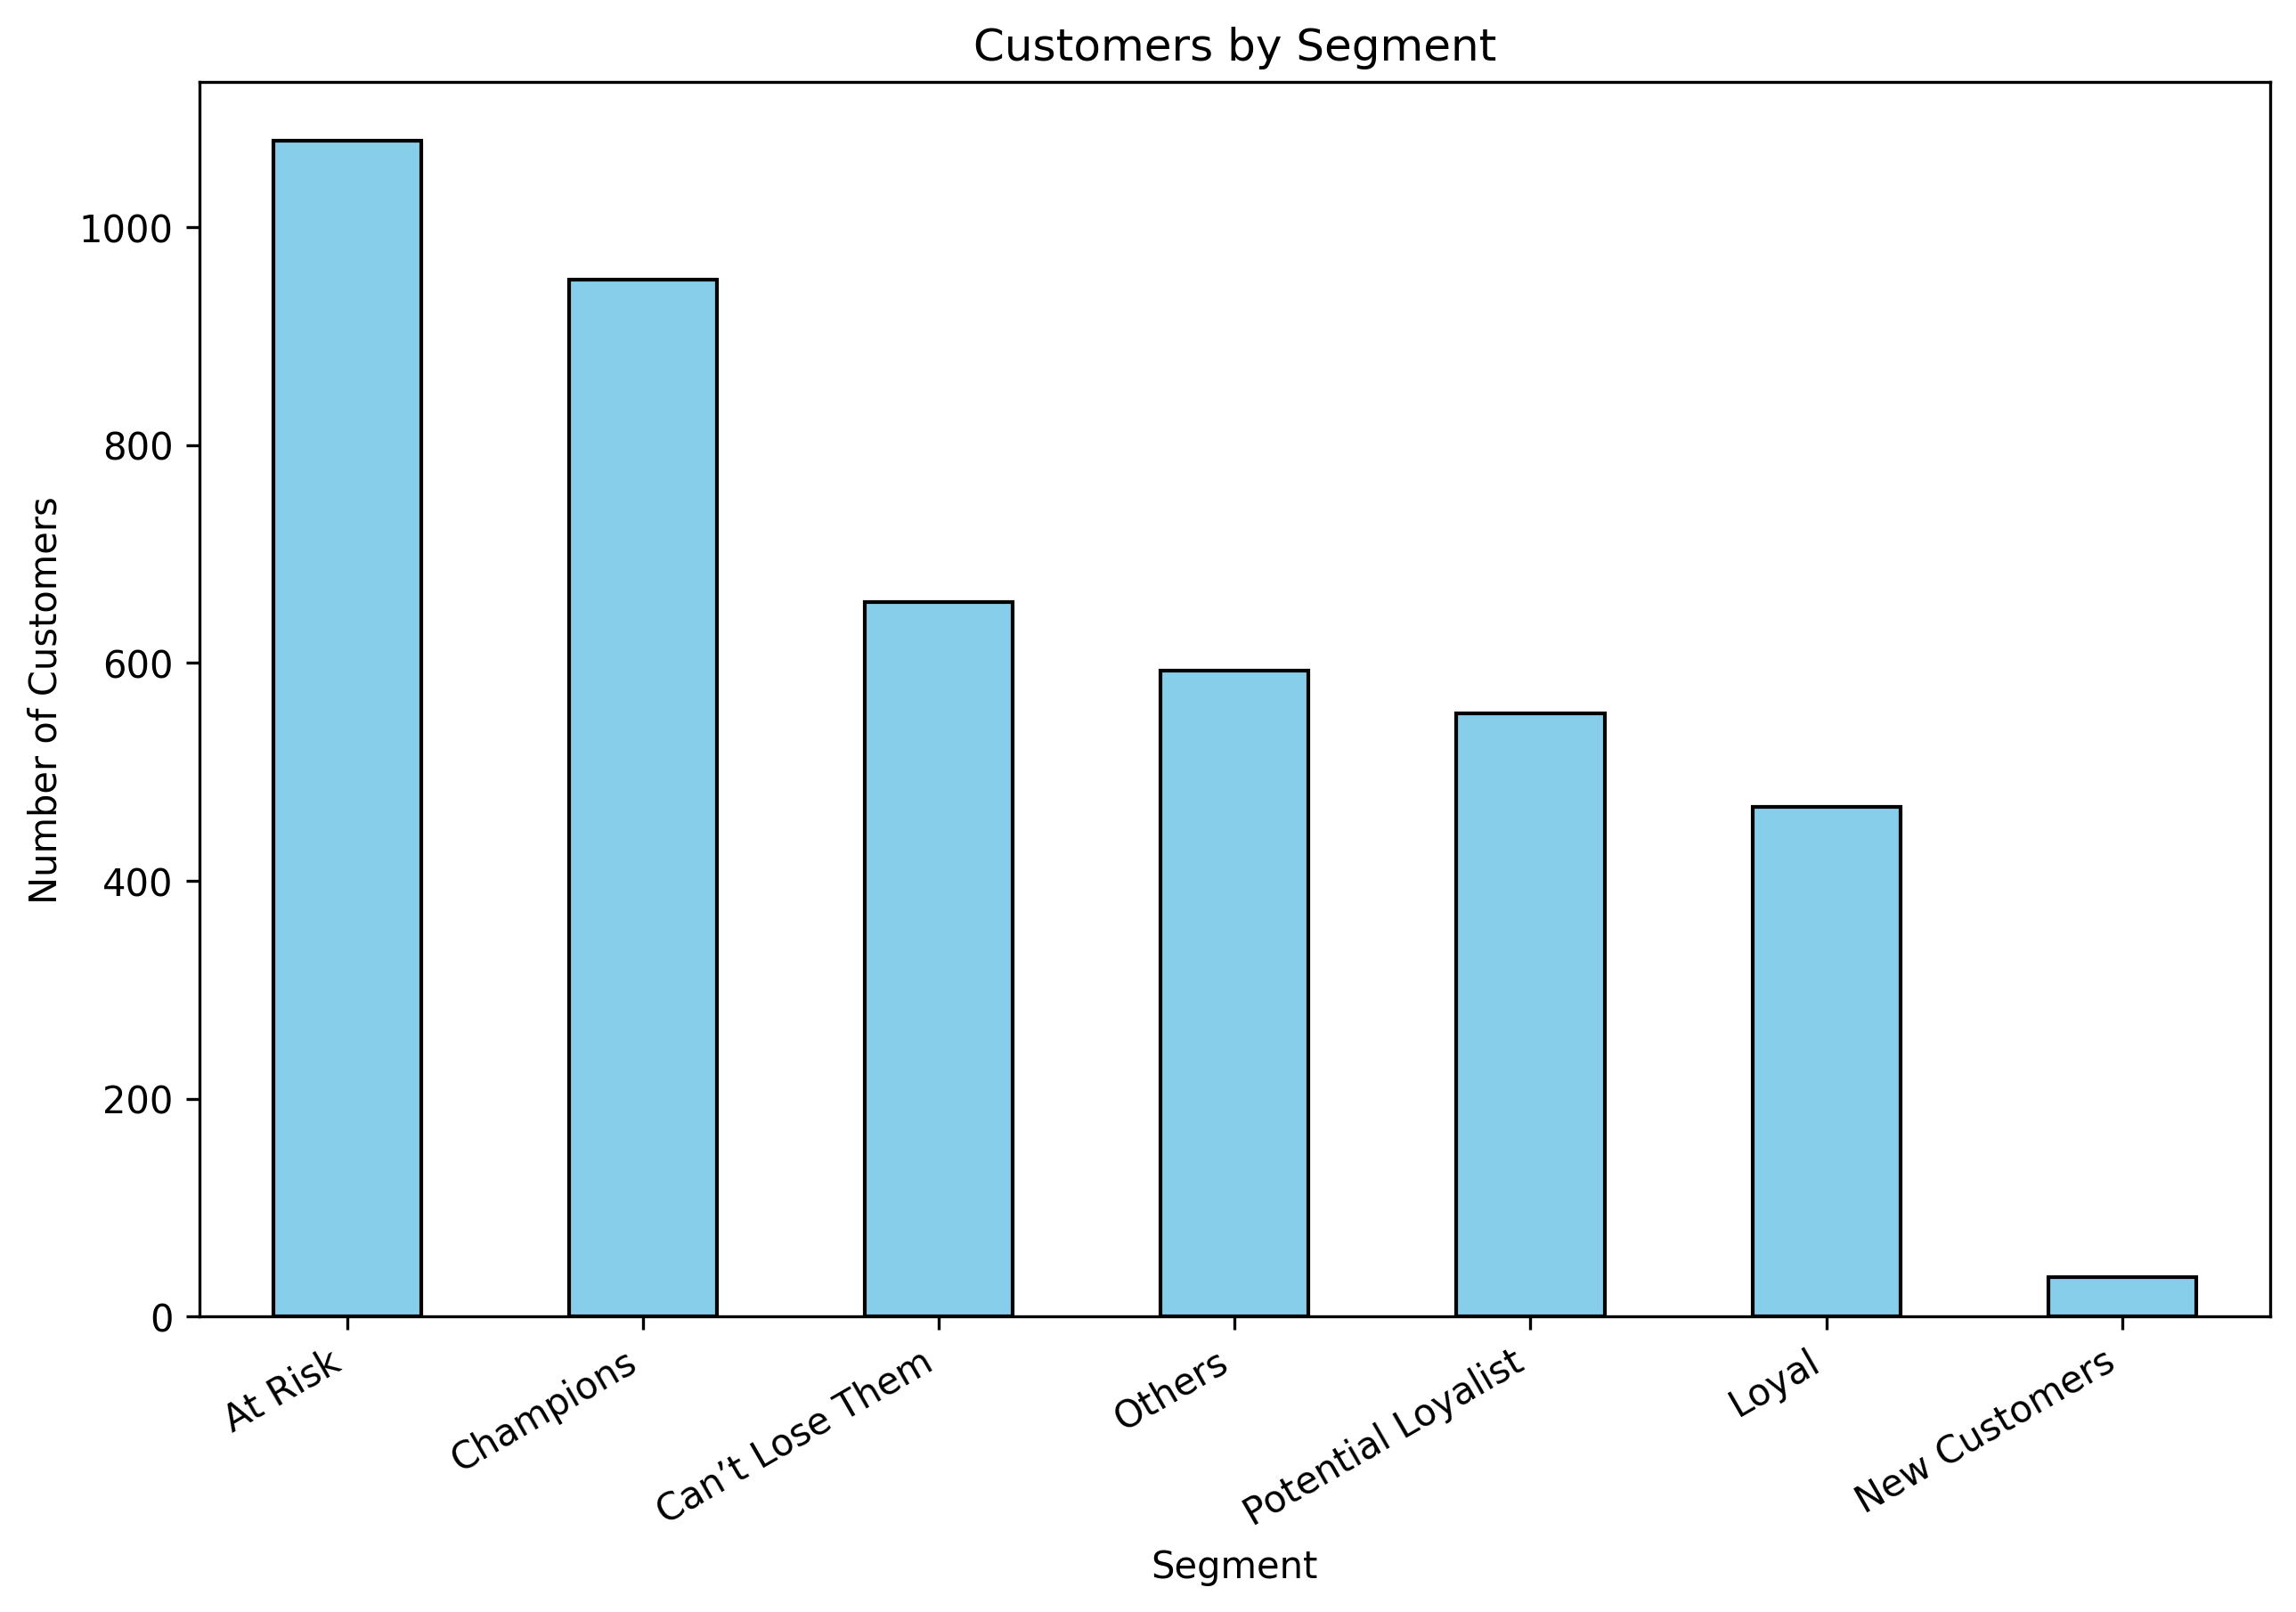 Customers by Segment
Number of Customers
1000
800
600
400
200
0
At Risk
Champions
Can’t Lose Them
Others
Potential Loyalist
Loyal
New Customers
Segment